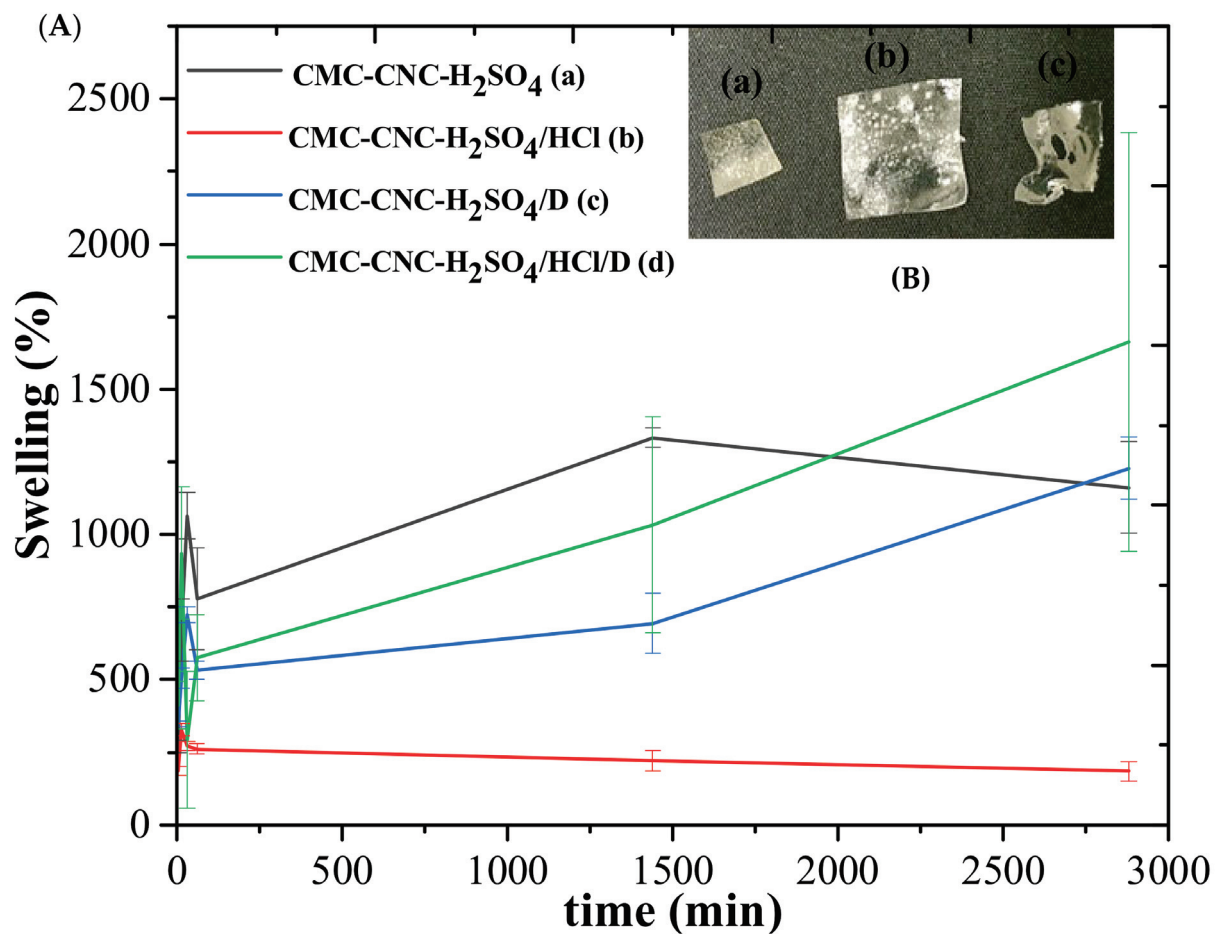 (A)
CMC-CNC-H2SO4 (a)
CMC-CNC-H2SO4/HCl (b)
CMC-CNC-H2SO4/D (c)
CMC-CNC-H2SO4/HCl/D (d)
(a)
(b)
(c)
(B)
Swelling (%)
2500
2000
1500
1000
500
0
0 500 1000 1500 2000 2500 3000
time (min)